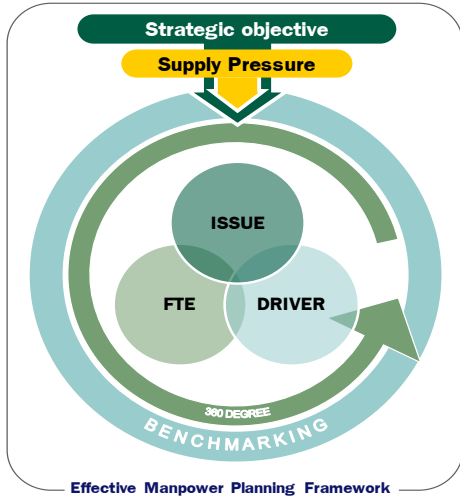 Strategic objective
Supply Pressure
ISSUE
FTE
DRIVER
360 DEGREE
BENCHMARKING
Effective Manpower Planning Framework